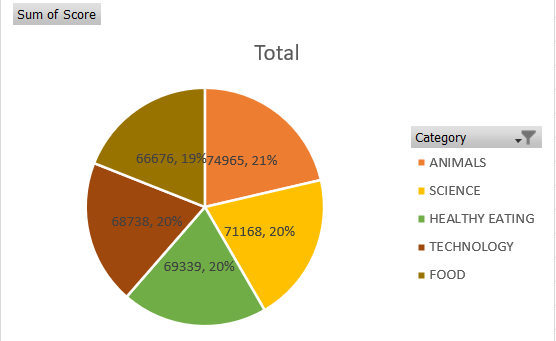 Sum of Score
Total
66676, 19%
74965, 21%
71168, 20%
68738, 20%
69339, 20%
Category
ANIMALS
SCIENCE
HEALTHY EATING
TECHNOLOGY
FOOD